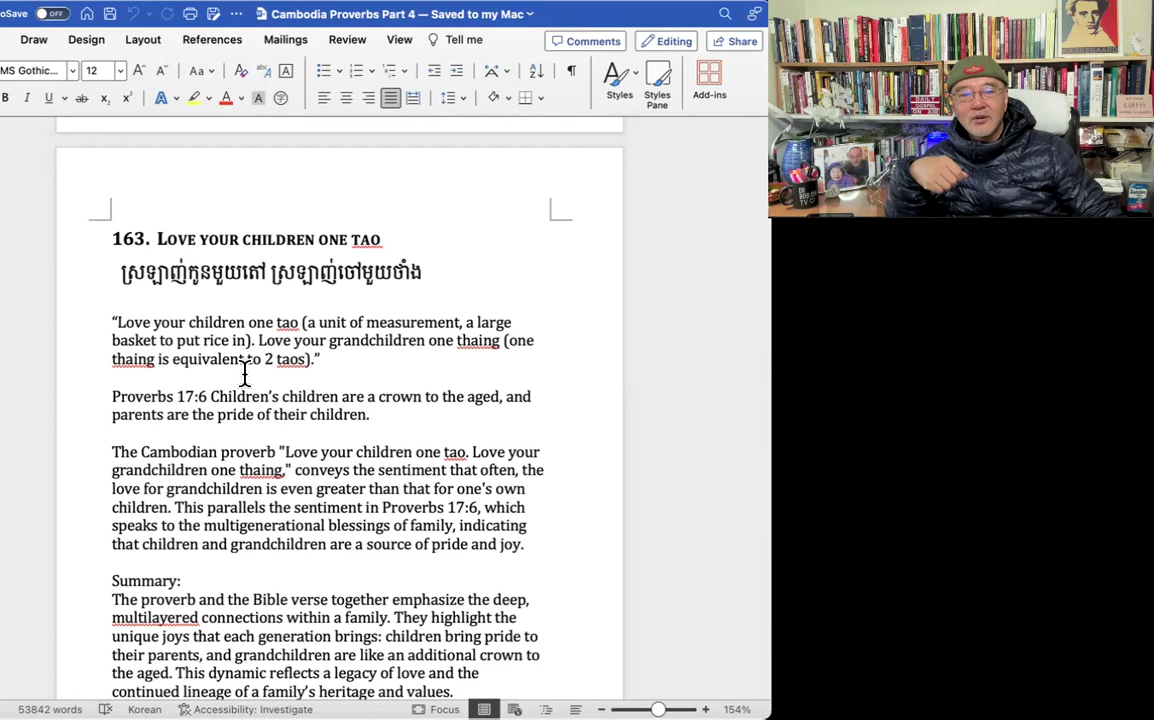 oSave OFF Cambodia Proverbs Part 4 — Saved to my Mac
Draw Design Layout References Mailings Review View Tell me Comments Editing Share
MS Gothic... 12 Aa
Styles Styles Pane Add-ins
163. LOVE YOUR CHILDREN ONE TAO
ស្រឡាញ់កូនមួយតៅ ស្រឡាញ់ចៅមួយថាំង
“Love your children one tao (a unit of measurement, a large
basket to put rice in). Love your grandchildren one thaing (one
thaing is equivalent to 2 taos).”
Proverbs 17:6 Children’s children are a crown to the aged, and
parents are the pride of their children.
The Cambodian proverb "Love your children one tao. Love your
grandchildren one thaing," conveys the sentiment that often, the
love for grandchildren is even greater than that for one's own
children. This parallels the sentiment in Proverbs 17:6, which
speaks to the multigenerational blessings of family, indicating
that children and grandchildren are a source of pride and joy.
Summary:
The proverb and the Bible verse together emphasize the deep,
multilayered connections within a family. They highlight the
unique joys that each generation brings: children bring pride to
their parents, and grandchildren are like an additional crown to
the aged. This dynamic reflects a legacy of love and the
continued lineage of a family’s heritage and values.
53842 words Korean Accessibility: Investigate Focus 154%
KIERKEGAARD
DAILY
GOSPEL